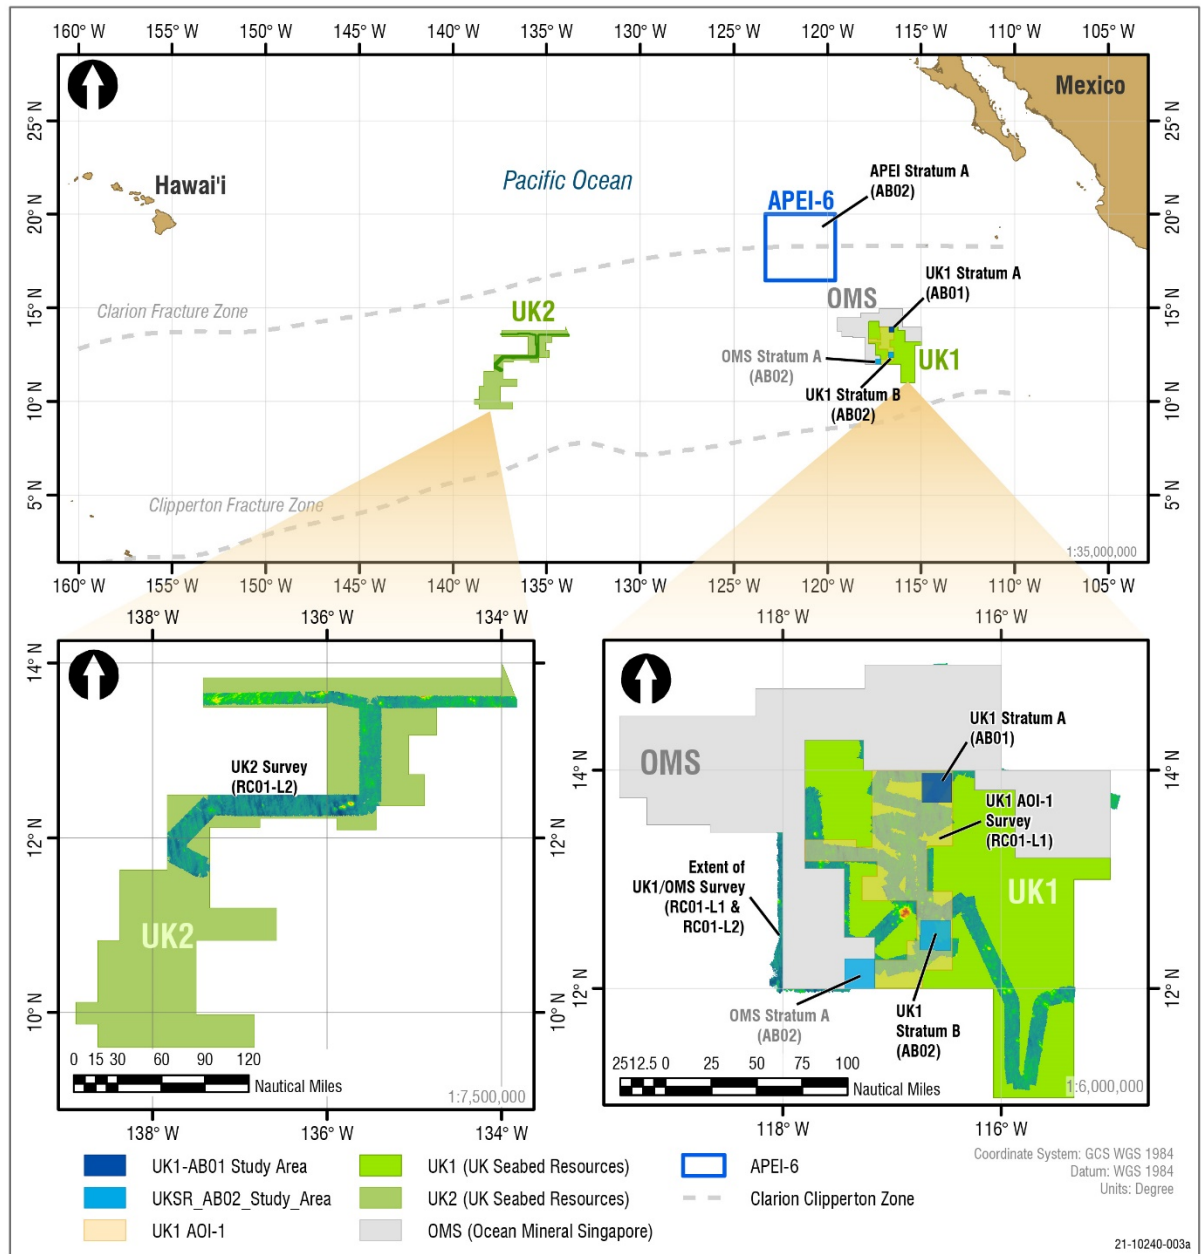 160° W 155° W 150° W 145° W 140° W 135° W 130° W 125° W 120° W 115° W 110° W 105° W
Mexico
25° N
25° N
Hawai'i
Pacific Ocean
APEI Stratum A
(AB02)
APEI-6
20° N
20° N
UK1 Stratum A
(AB01)
OMS
15° N
15° N
Clarion Fracture Zone
UK2
OMS Stratum A
(AB02)
UK1
UK1 Stratum B
(AB02)
10° N
10° N
5° N
5° N
Clipperton Fracture Zone
1:35,000,000
160° W 155° W 150° W 145° W 140° W 135° W 130° W 125° W 120° W 115° W 110° W 105° W
138° W 136° W 134° W
14° N
UK2 Survey
(RC01-L2)
12° N
UK2
10° N
0 15 30 60 90 120
Nautical Miles
1:7,500,000
138° W 136° W 134° W
118° W 116° W
14° N
14° N
OMS
UK1 Stratum A
(AB01)
UK1 AOI-1
Survey
(RC01-L1)
Extent of
UK1/OMS Survey
(RC01-L1 &
RC01-L2)
UK1
12° N
12° N
OMS Stratum A
(AB02)
UK1
Stratum B
(AB02)
25 12.5 0 25 50 75 100
Nautical Miles
1:6,000,000
118° W 116° W
UK1-AB01 Study Area
UKSR_AB02_Study_Area
UK1 AOI-1
UK1 (UK Seabed Resources)
UK2 (UK Seabed Resources)
OMS (Ocean Mineral Singapore)
APEI-6
Clarion Clipperton Zone
Coordinate System: GCS WGS 1984
Datum: WGS 1984
Units: Degree
21-10240-003a